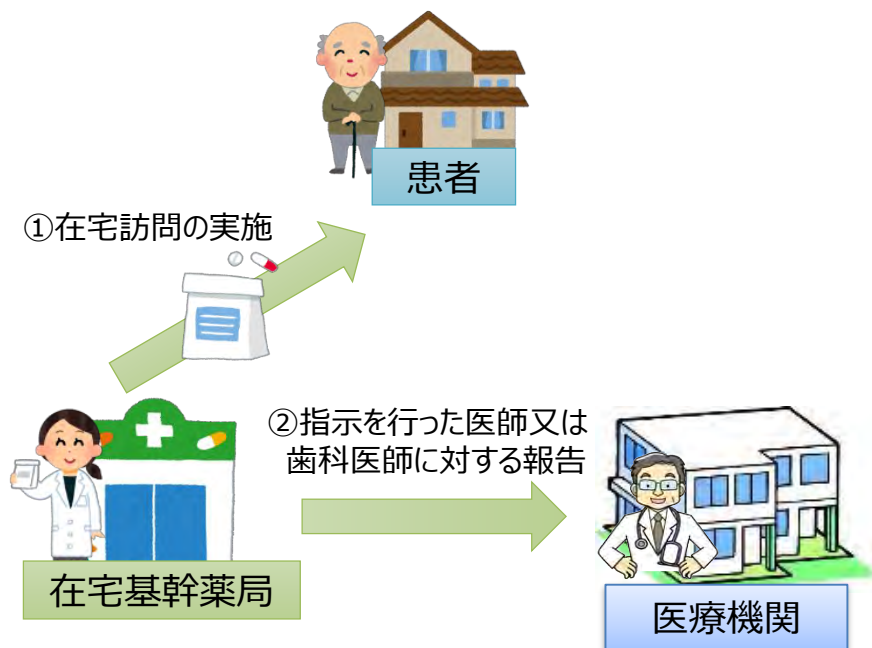 患者
①在宅訪問の実施
②指示を行った医師又は
歯科医師に対する報告
在宅基幹薬局
医療機関